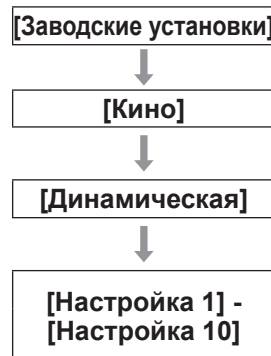 [Заводские установки]
[Кино]
[Динамическая]
[Настройка 1] -
[Настройка 10]